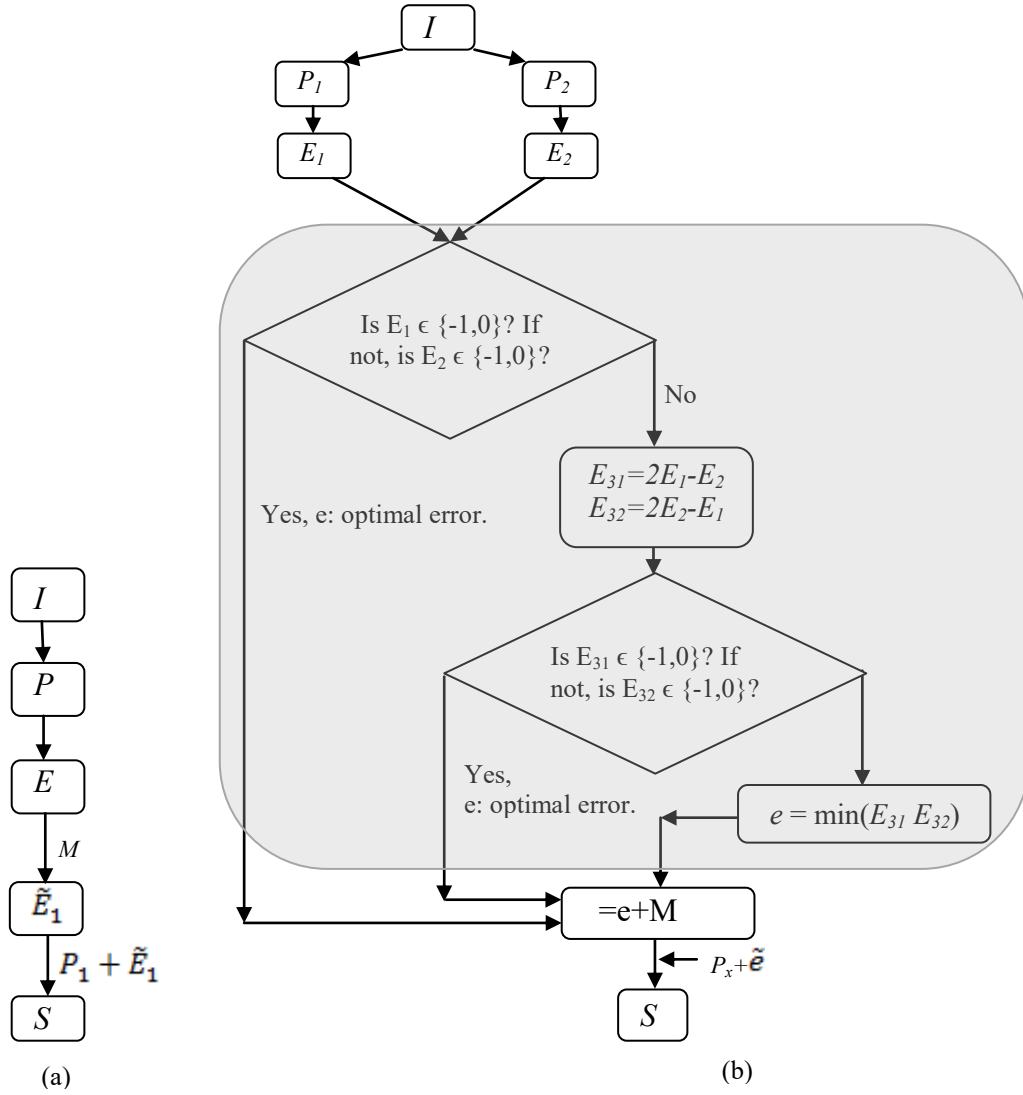 I
P₁
P₂
E₁
E₂
Is E₁ ϵ {-1,0}? If
not, is E₂ ϵ {-1,0}?
No
E₃₁=2E₁-E₂
E₃₂=2E₂-E₁
Yes, e: optimal error.
Is E₃₁ ϵ {-1,0}? If
not, is E₃₂ ϵ {-1,0}?
Yes,
e: optimal error.
e = min(E₃₁ E₃₂)
=e+M
Pₓ+ẽ
S
(b)
I
P
E
M
Ẽ₁
P₁ + Ẽ₁
S
(a)